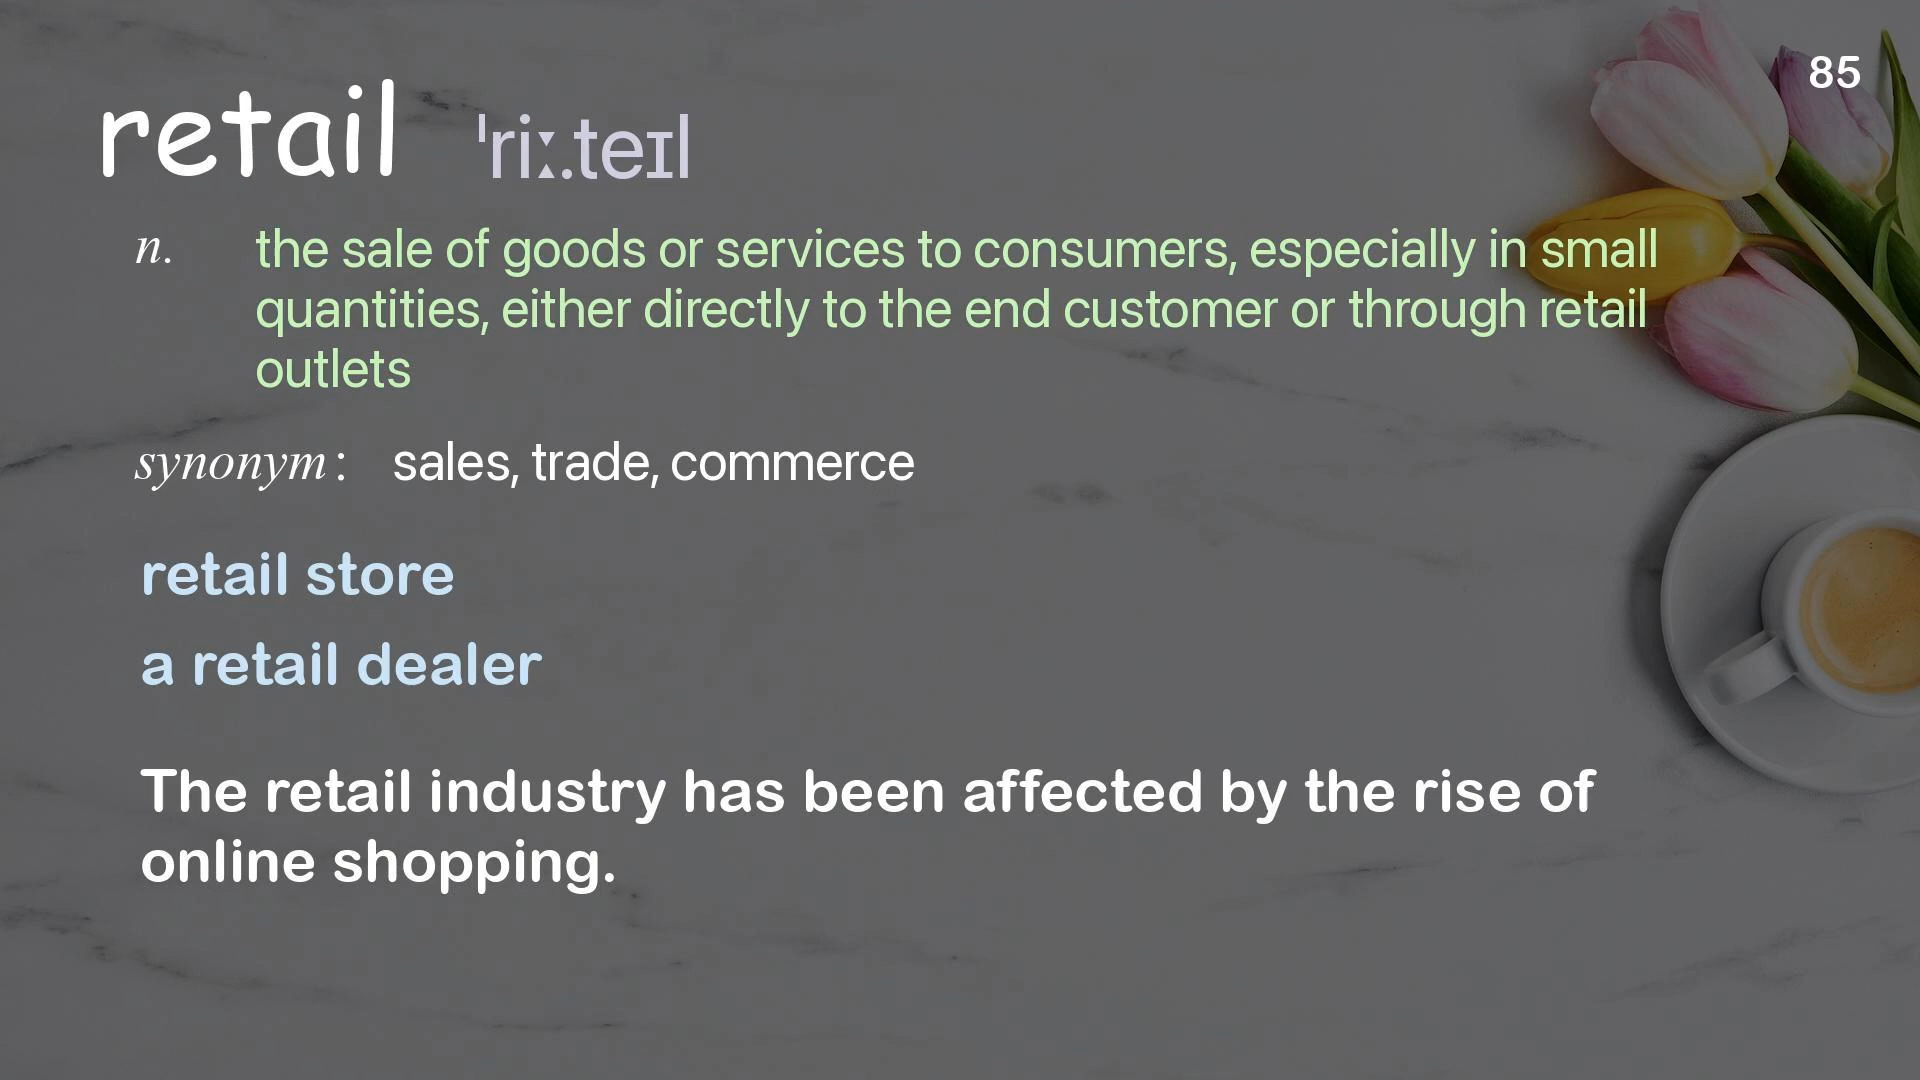 85
retail ˈriː.teɪl
n. the sale of goods or services to consumers, especially in small
quantities, either directly to the end customer or through retail
outlets
synonym: sales, trade, commerce
retail store
a retail dealer
The retail industry has been affected by the rise of
online shopping.